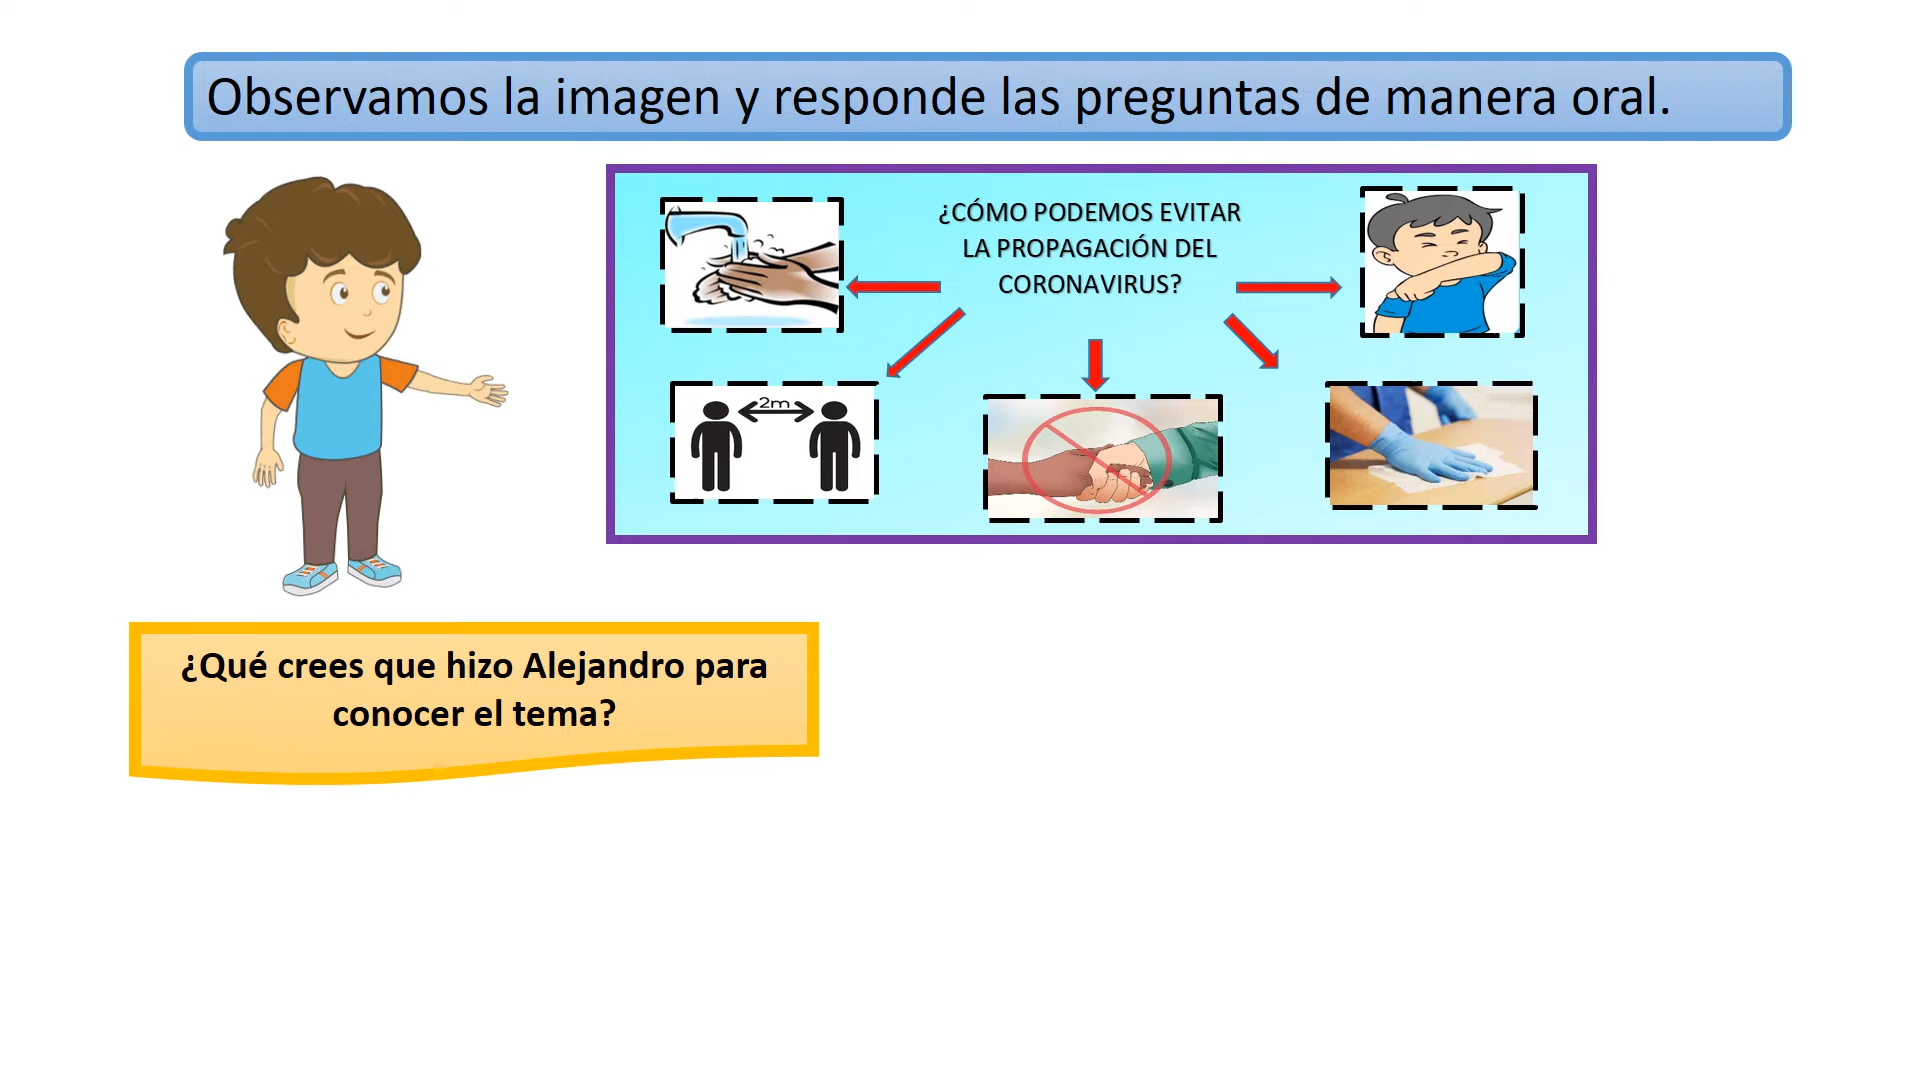 Observamos la imagen y responde las preguntas de manera oral.
¿CÓMO PODEMOS EVITAR
LA PROPAGACIÓN DEL
CORONAVIRUS?
2m
¿Qué crees que hizo Alejandro para
conocer el tema?